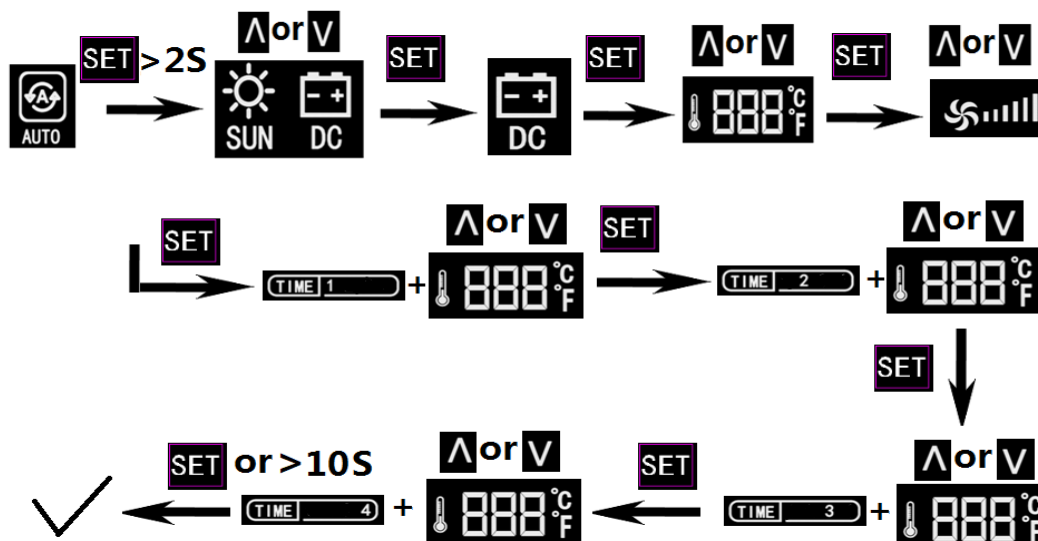 SET >2S
Λ or V
SET
SET
Λ or V
SET
Λ or V
AUTO
SUN DC
DC
888 °C °F
SET
Λ or V
SET
Λ or V
TIME 1 + 888 °C °F
TIME 2 + 888 °C °F
SET
SET or >10S
Λ or V
SET
Λ or V
TIME 4 + 888 °C °F
TIME 3 + 888 °C °F